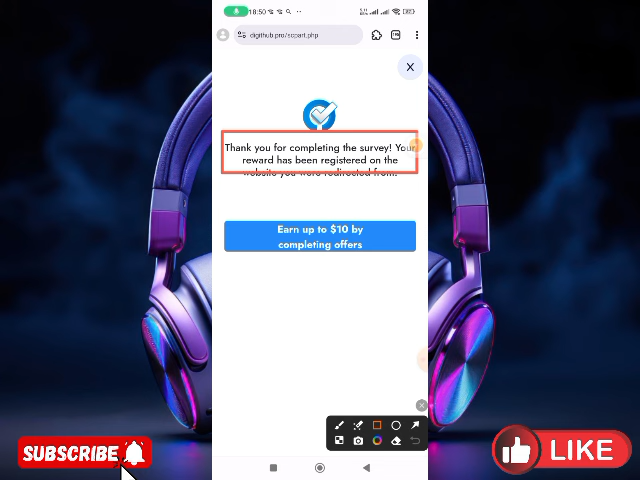 18:50
digithub.pro/scpart.php
X
Thank you for completing the survey! Your
reward has been registered on the
website you were redirected from.
Earn up to $10 by
completing offers
SUBSCRIBE
LIKE